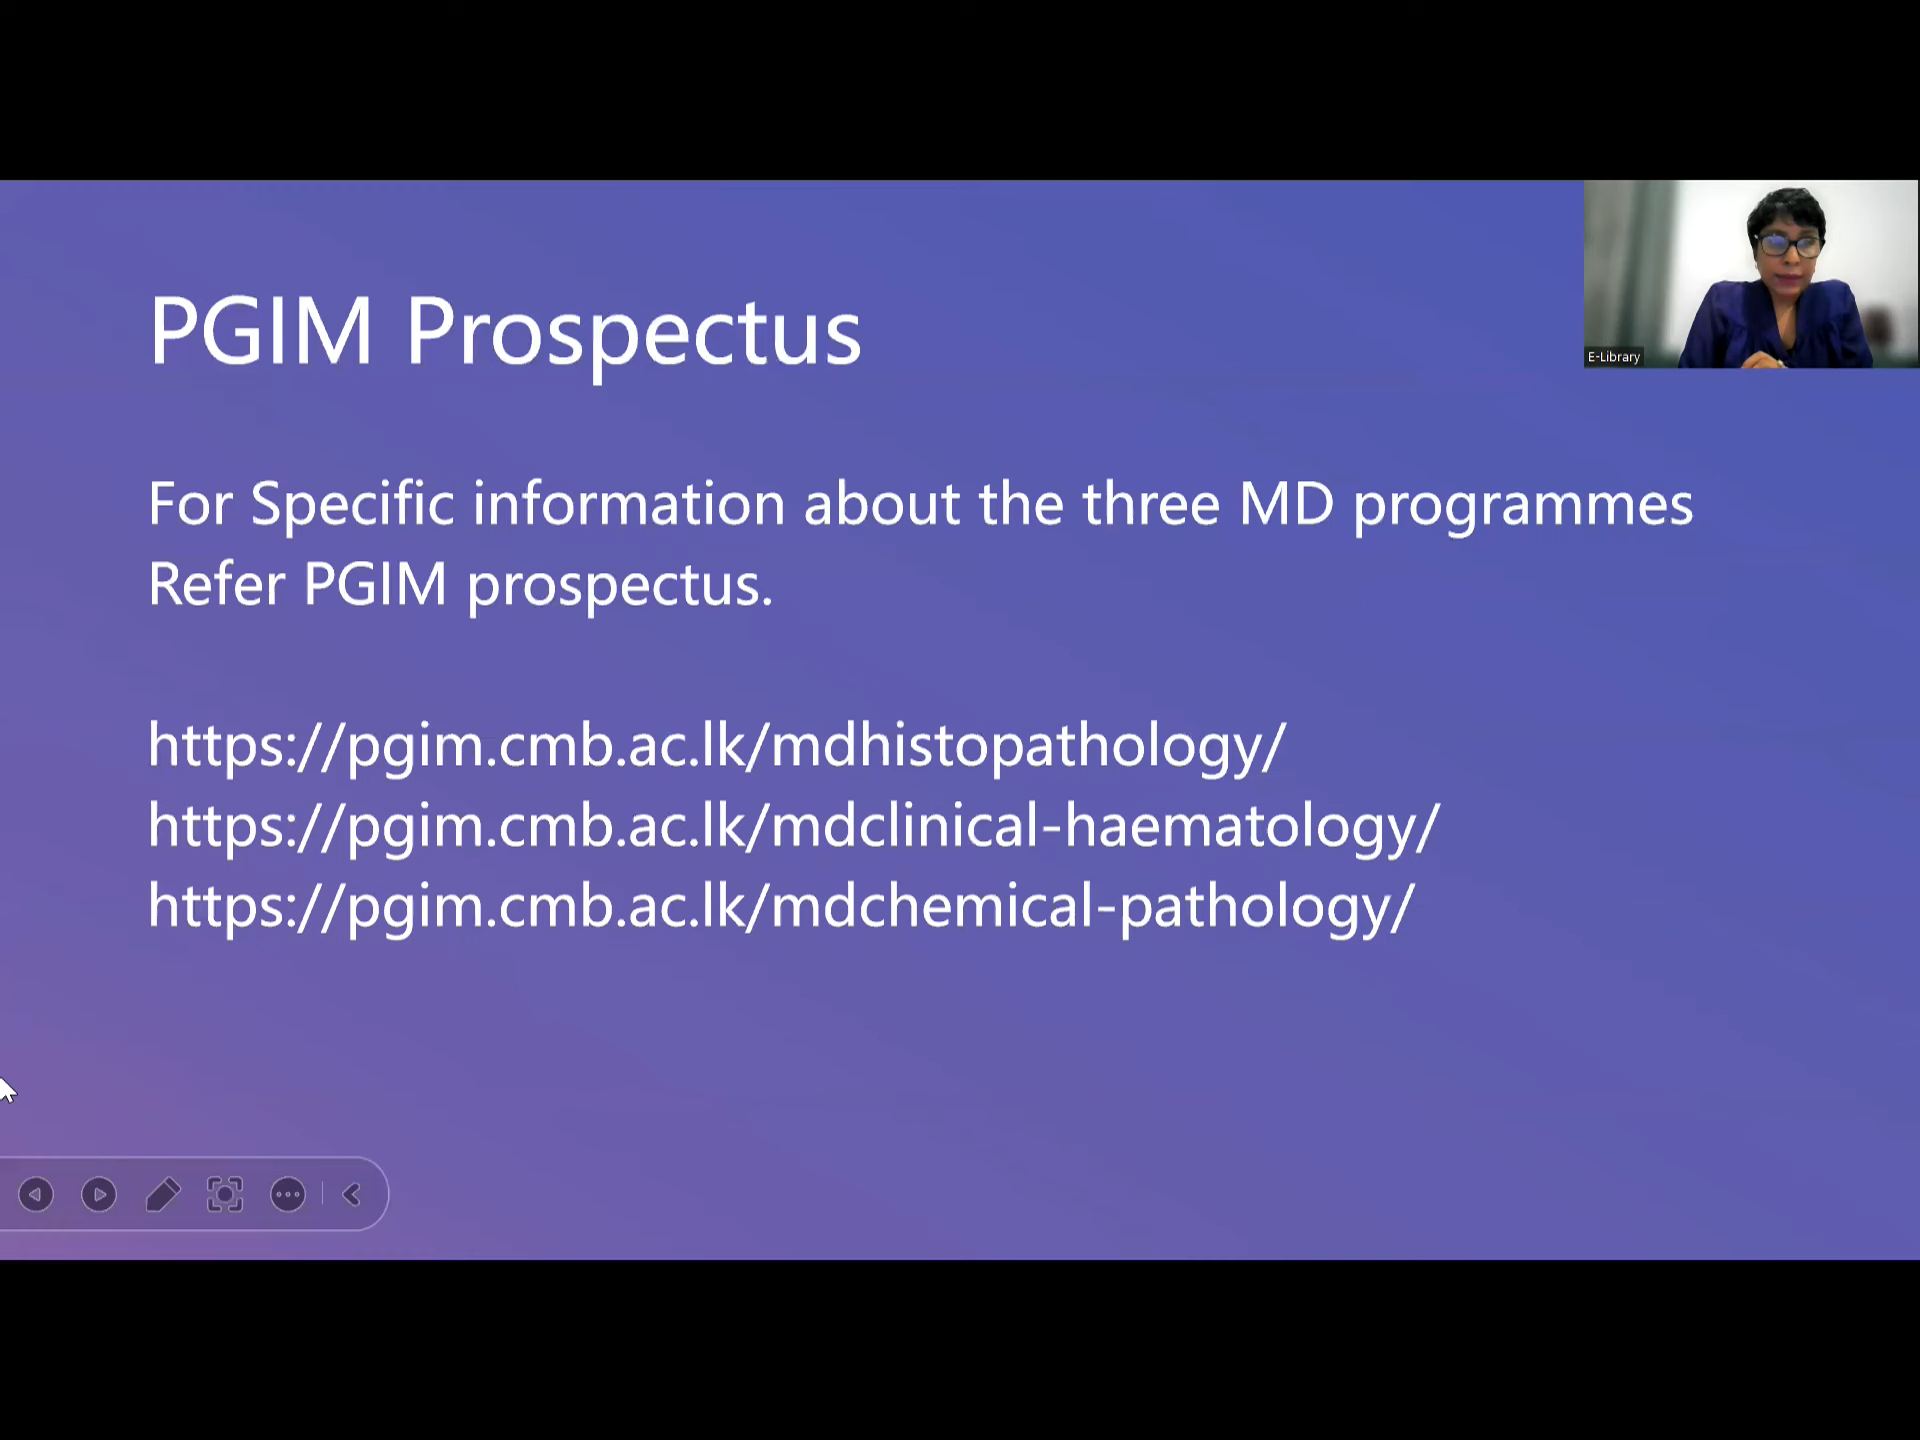 PGIM Prospectus
E-Library
For Specific information about the three MD programmes
Refer PGIM prospectus.
https://pgim.cmb.ac.lk/mdhistopathology/
https://pgim.cmb.ac.lk/mdclinical-haematology/
https://pgim.cmb.ac.lk/mdchemical-pathology/